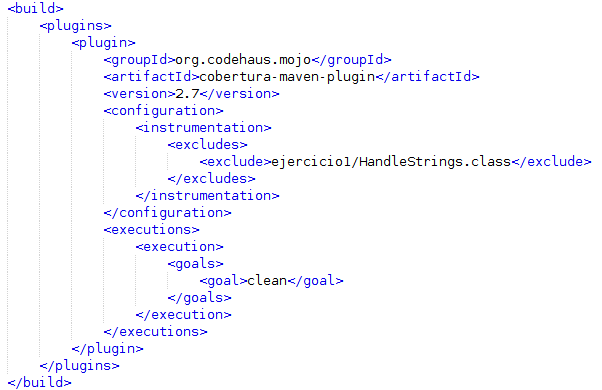 <build>
<plugins>
<plugin>
<groupId>org.codehaus.mojo</groupId>
<artifactId>cobertura-maven-plugin</artifactId>
<version>2.7</version>
<configuration>
<instrumentation>
<excludes>
<exclude>ejercicio1/HandleStrings.class</exclude>
</excludes>
</instrumentation>
</configuration>
<executions>
<execution>
<goals>
<goal>clean</goal>
</goals>
</execution>
</executions>
</plugin>
</plugins>
</build>